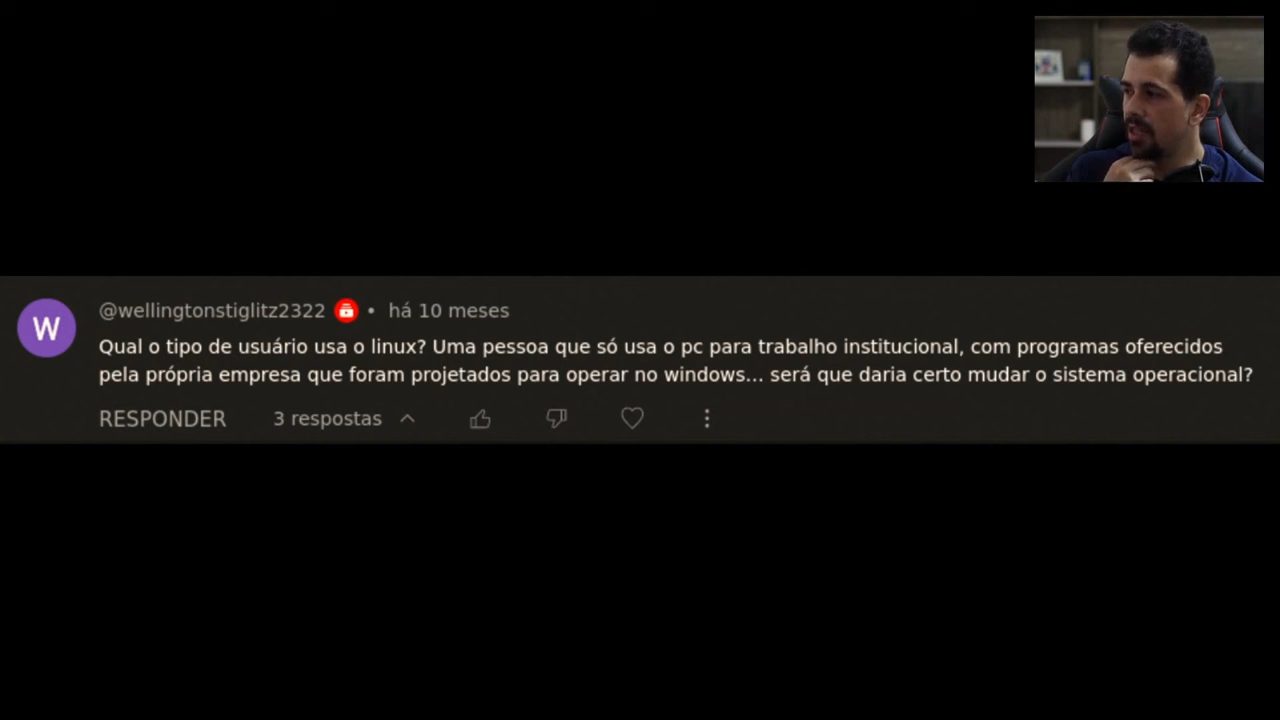 W
@wellingtonstiglitz2322 • há 10 meses
Qual o tipo de usuário usa o linux? Uma pessoa que só usa o pc para trabalho institucional, com programas oferecidos
pela própria empresa que foram projetados para operar no windows... será que daria certo mudar o sistema operacional?
RESPONDER 3 respostas